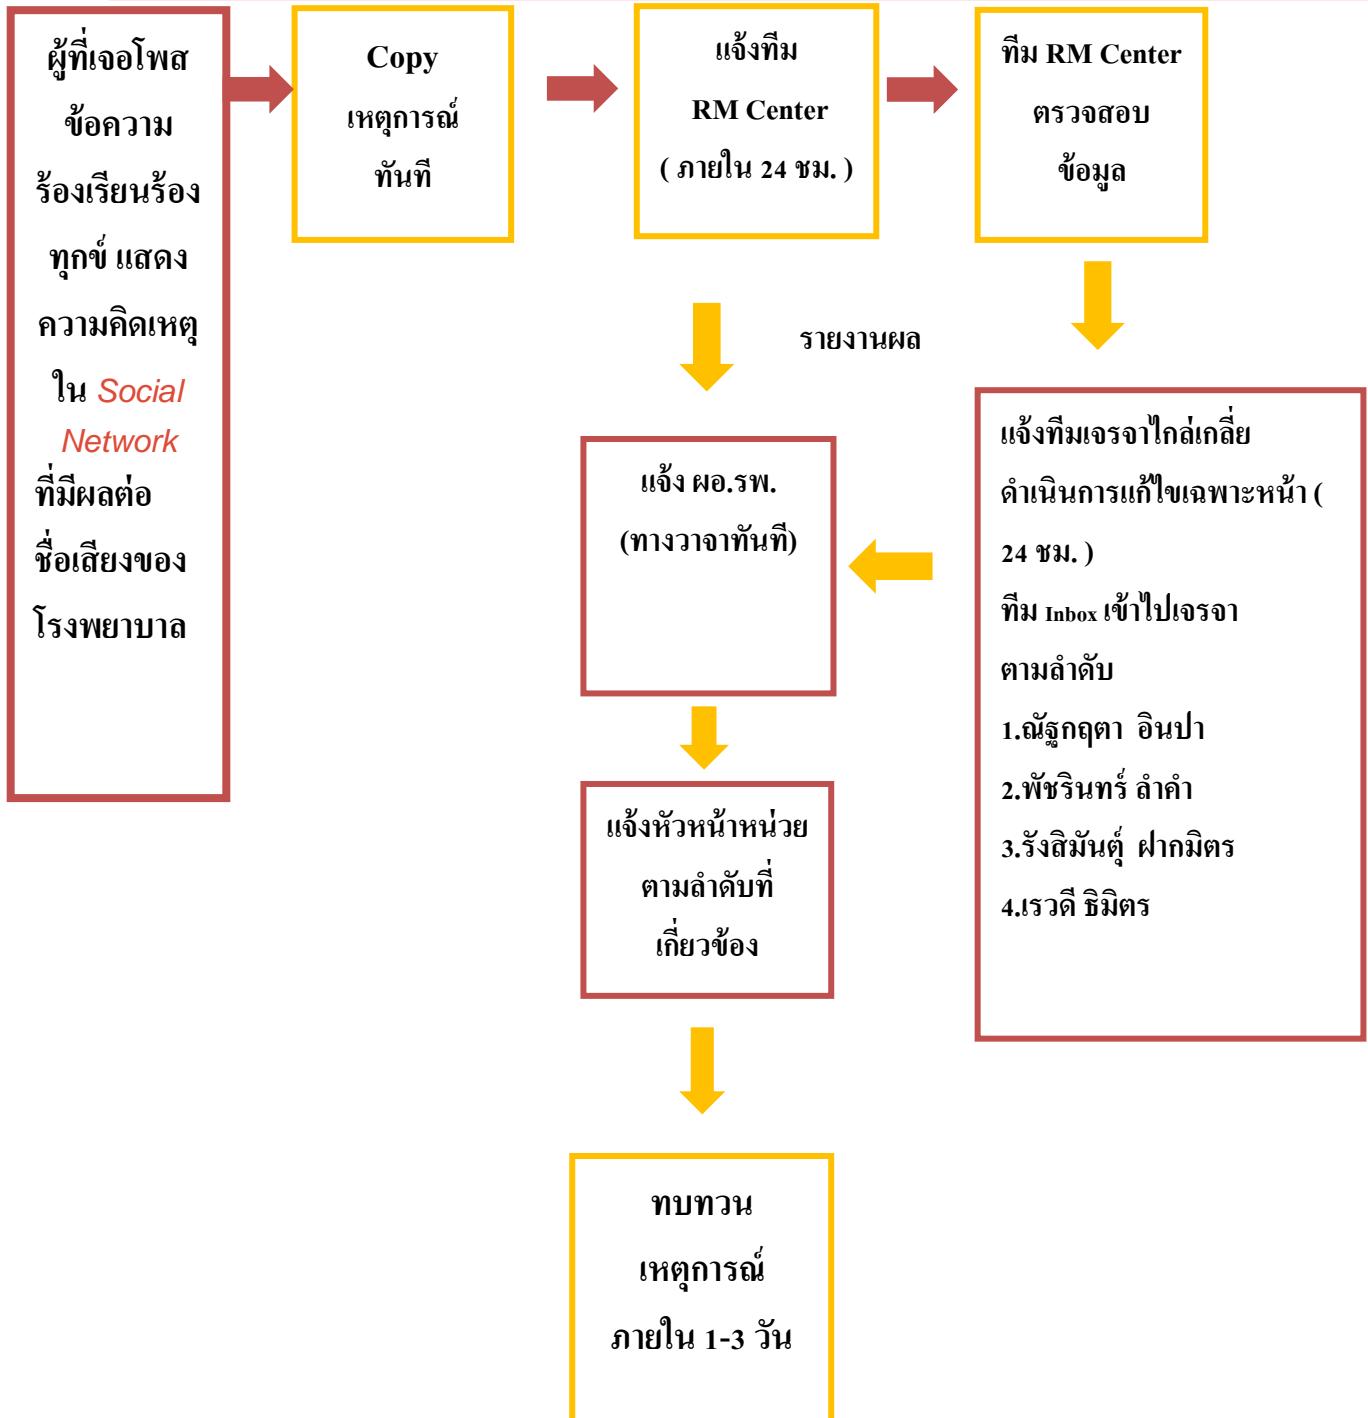 ผู้ที่เจอโพส
ข้อความ
ร้องเรียนร้อง
ทุกข์ แสดง
ความคิดเหตุ
ใน Social
Network
ที่มีผลต่อ
ชื่อเสียงของ
โรงพยาบาล
Copy
เหตุการณ์
ทันที
แจ้งทีม
RM Center
( ภายใน 24 ชม. )
ทีม RM Center
ตรวจสอบ
ข้อมูล
รายงานผล
แจ้งทีมเจรจาไกล่เกลี่ย
ดำเนินการแก้ไขเฉพาะหน้า (
24 ชม. )
ทีม Inbox เข้าไปเจรจา
ตามลำดับ
1.ณัฐกฤตา อินปา
2.พัชรินทร์ ลำคำ
3.รังสิมันตุ์ ฝากมิตร
4.เรวดี ธิมิตร
แจ้ง ผอ.รพ.
(ทางวาจาทันที)
แจ้งหัวหน้าหน่วย
ตามลำดับที่
เกี่ยวข้อง
ทบทวน
เหตุการณ์
ภายใน 1-3 วัน